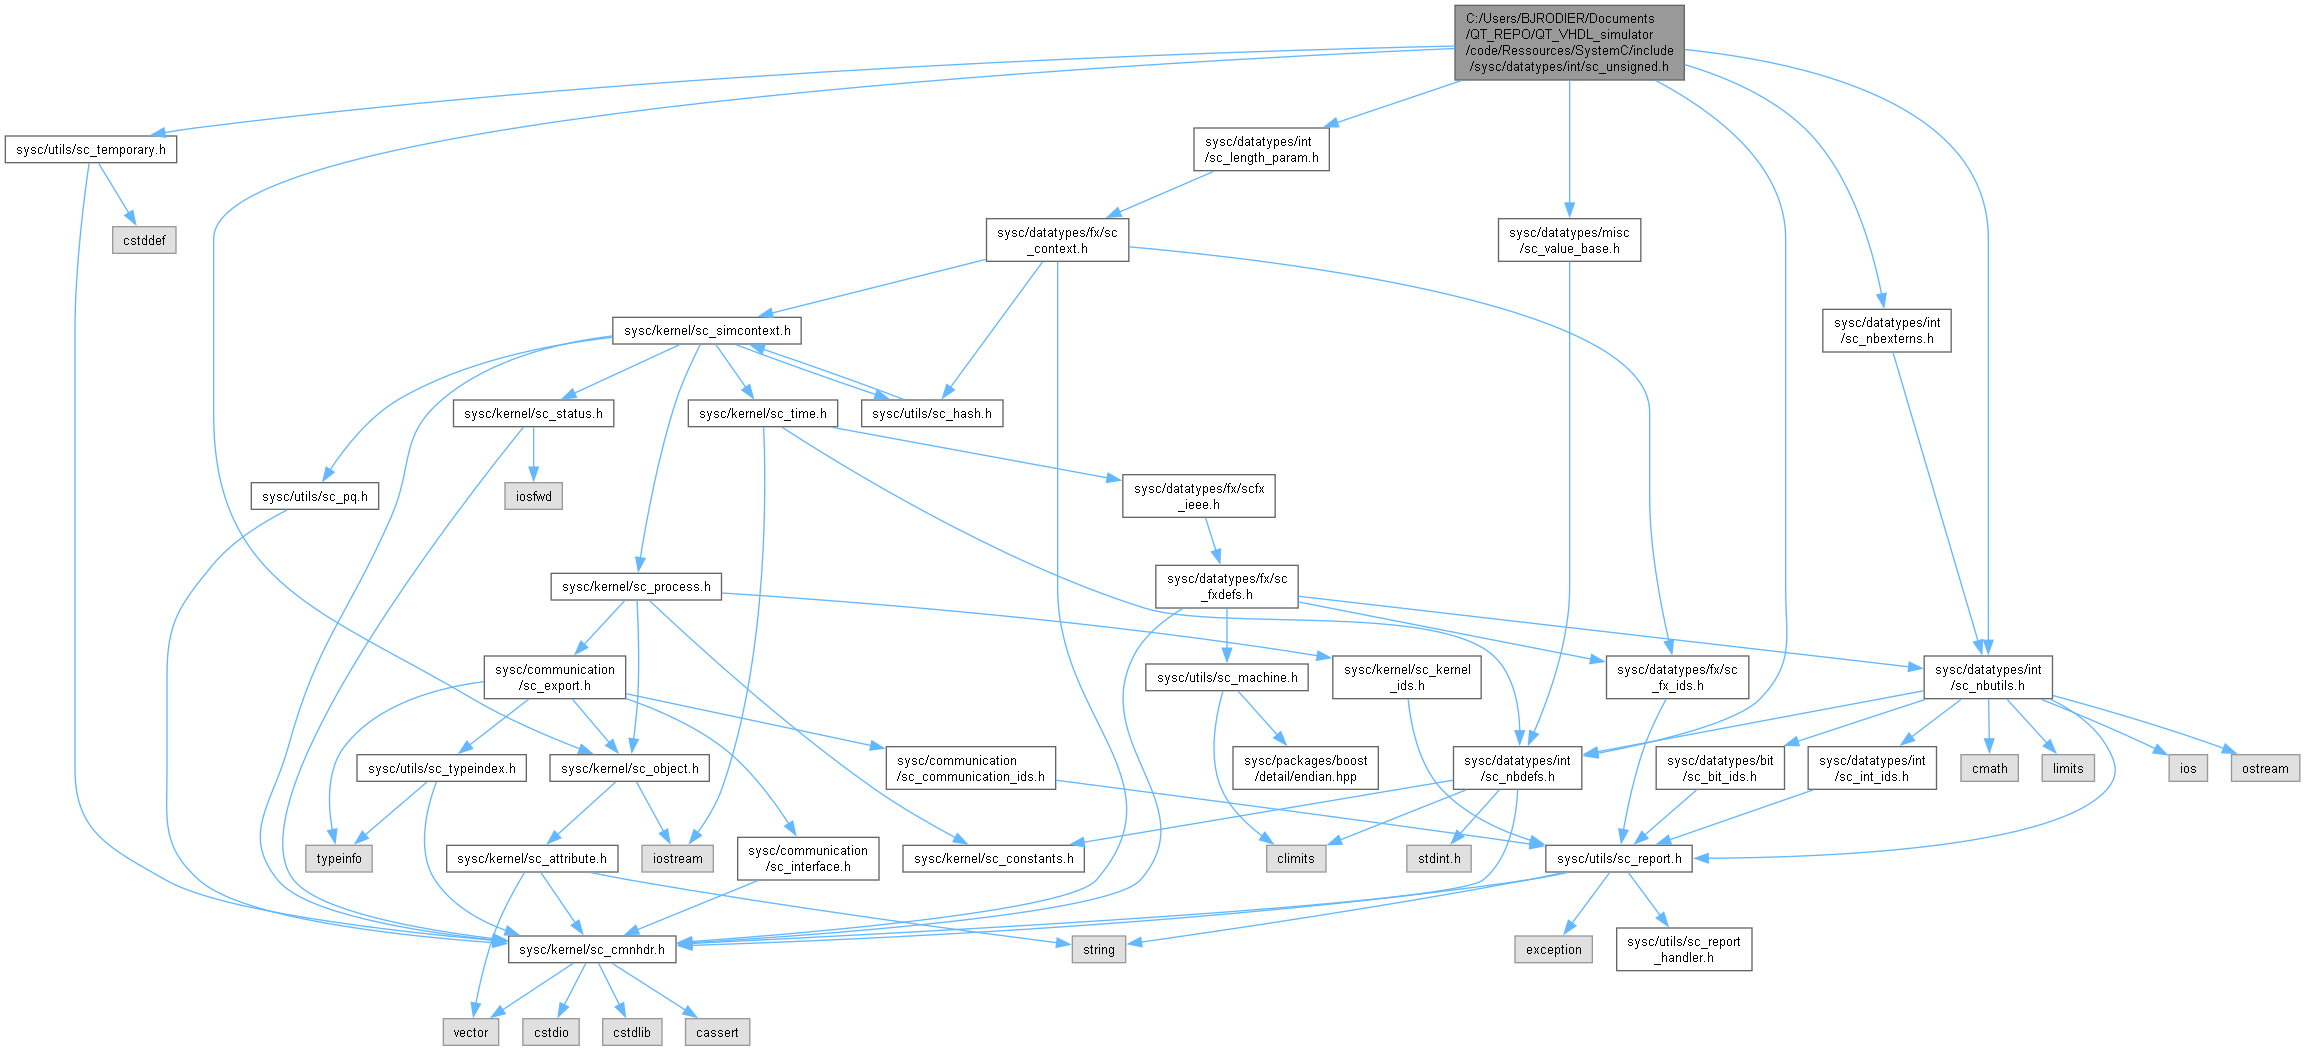 C:/Users/BJRODIER/Documents
/QT_REPO/QT_VHDL_simulator
/code/Ressources/SystemC/include
/sysc/datatypes/int/sc_unsigned.h
sysc/utils/sc_temporary.h
sysc/datatypes/int
/sc_length_param.h
cstddef
sysc/datatypes/fx/sc
_context.h
sysc/datatypes/misc
/sc_value_base.h
sysc/kernel/sc_simcontext.h
sysc/datatypes/int
/sc_nbexterns.h
sysc/kernel/sc_status.h
sysc/kernel/sc_time.h
sysc/utils/sc_hash.h
sysc/utils/sc_pq.h
iosfwd
sysc/datatypes/fx/scfx
_ieee.h
sysc/kernel/sc_process.h
sysc/datatypes/fx/sc
_fxdefs.h
sysc/communication
/sc_export.h
sysc/utils/sc_machine.h
sysc/kernel/sc_kernel
_ids.h
sysc/datatypes/fx/sc
_fx_ids.h
sysc/datatypes/int
/sc_nbutils.h
sysc/utils/sc_typeindex.h
sysc/kernel/sc_object.h
sysc/communication
/sc_communication_ids.h
sysc/packages/boost
/detail/endian.hpp
sysc/datatypes/int
/sc_nbdefs.h
sysc/datatypes/bit
/sc_bit_ids.h
sysc/datatypes/int
/sc_int_ids.h
cmath
limits
ios
ostream
typeinfo
sysc/kernel/sc_attribute.h
iostream
sysc/communication
/sc_interface.h
sysc/kernel/sc_constants.h
climits
stdint.h
sysc/utils/sc_report.h
sysc/kernel/sc_cmnhdr.h
string
exception
sysc/utils/sc_report
_handler.h
vector
cstdio
cstdlib
cassert